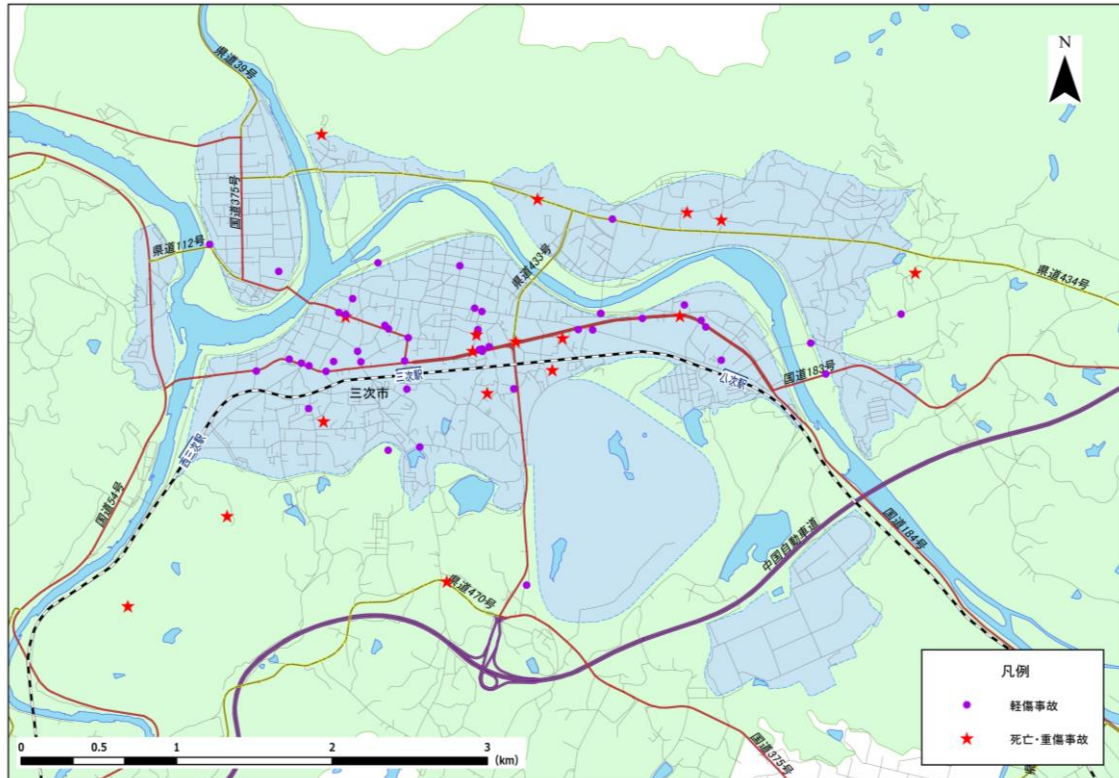 N
県道39号
国道375号
県道112号
県道433号
県道434号
三次駅
三次市
八次駅
国道183号
西三次駅
国道54号
国道184号
中国自動車道
県道470号
国道375号
凡例
軽傷事故
死亡・重傷事故
0 0.5 1 2 3 (km)